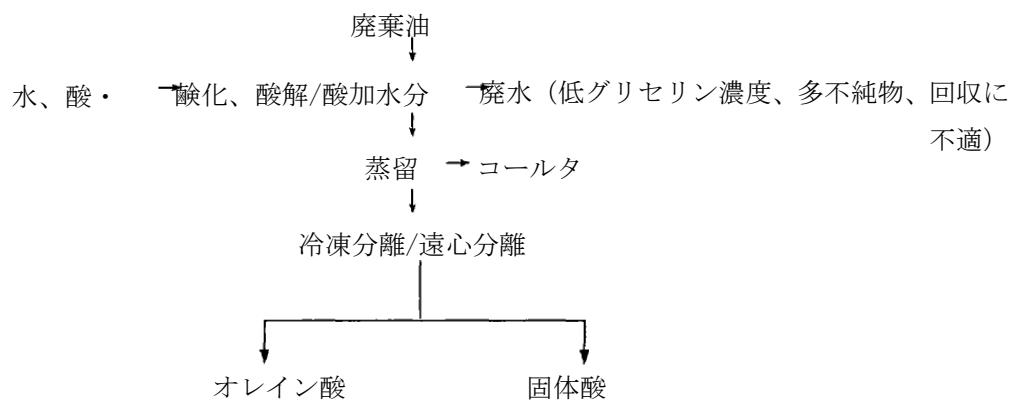 廃棄油
水、酸・ 鹸化、酸解/酸加水分 廃水（低グリセリン濃度、多不純物、回収に
不適）
蒸留 コールタ
冷凍分離/遠心分離
オレイン酸 固体酸